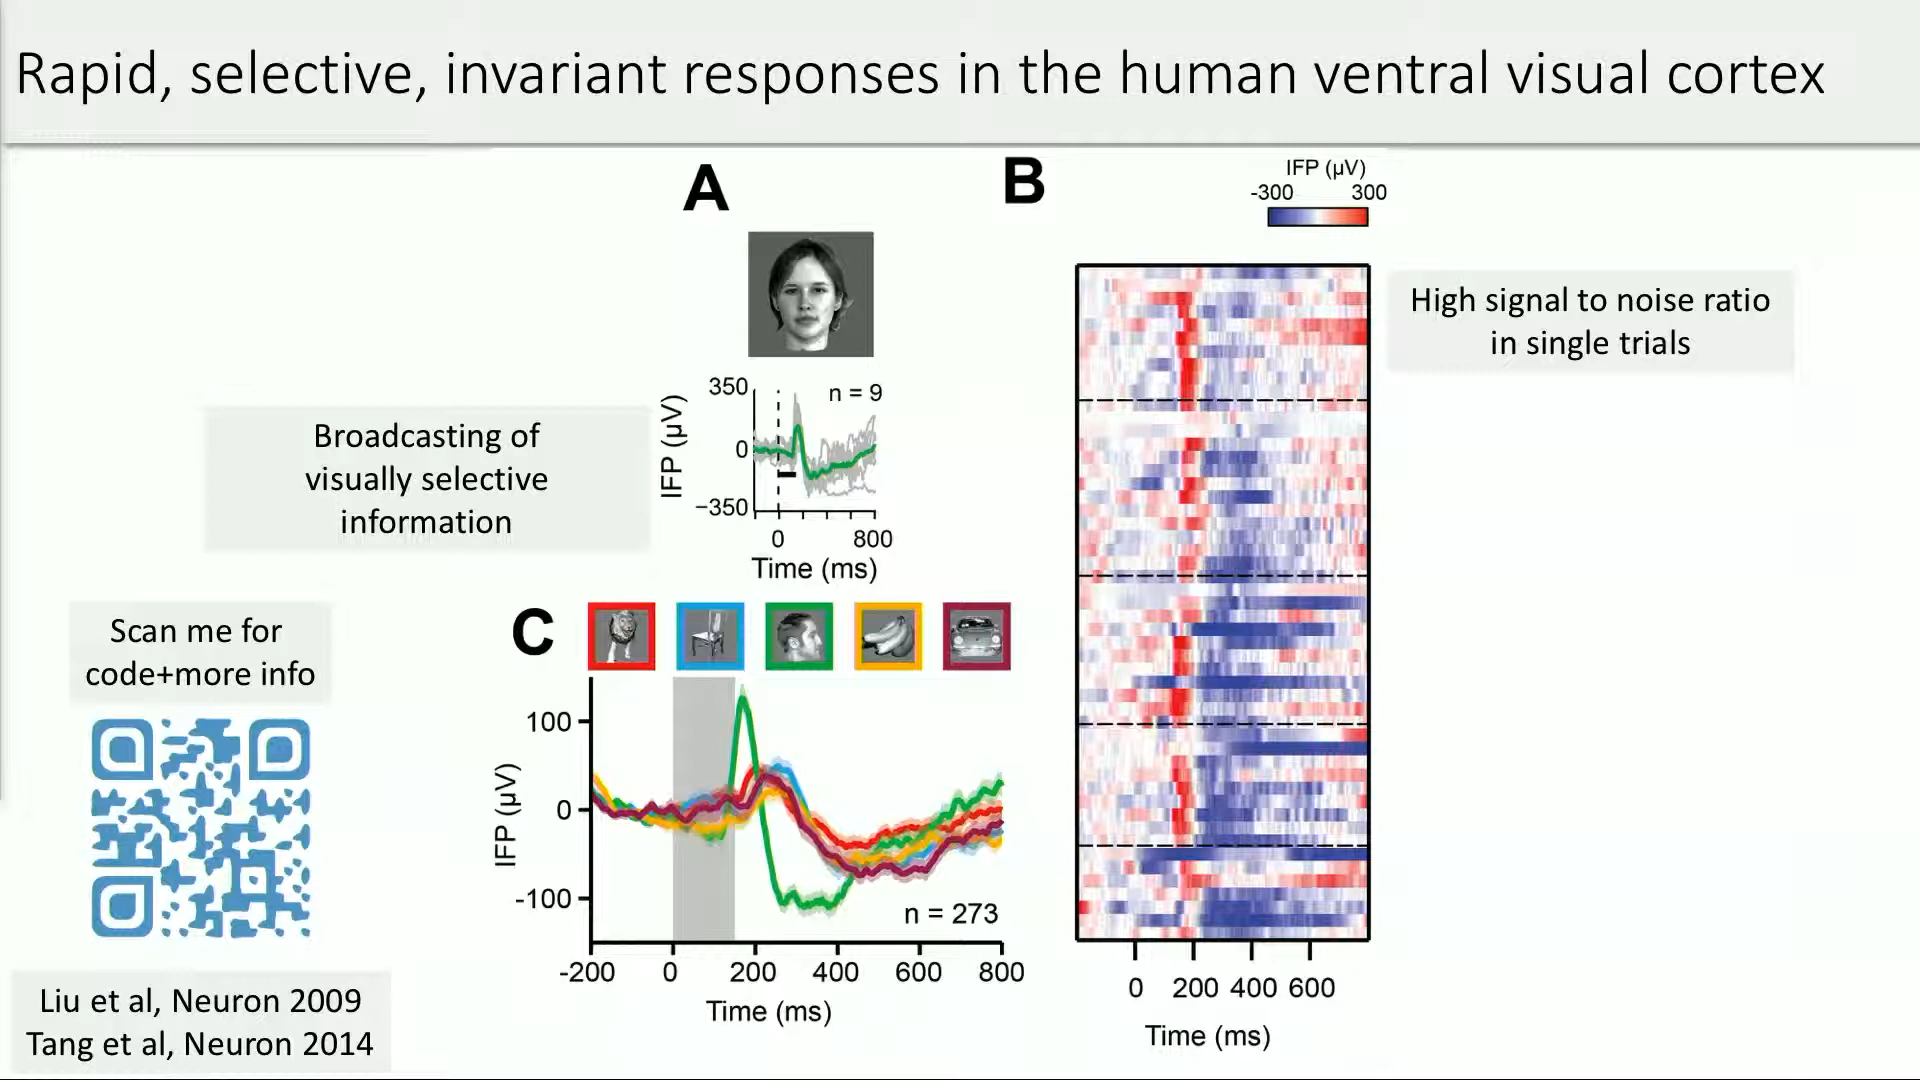 Rapid, selective, invariant responses in the human ventral visual cortex
A
350
0
−350
IFP (µV)
n = 9
0 800
Time (ms)
B
IFP (µV)
-300 300
0 200 400 600
Time (ms)
High signal to noise ratio
in single trials
Broadcasting of
visually selective
information
C
100
0
-100
IFP (µV)
n = 273
-200 0 200 400 600 800
Time (ms)
Scan me for
code+more info
Liu et al, Neuron 2009
Tang et al, Neuron 2014